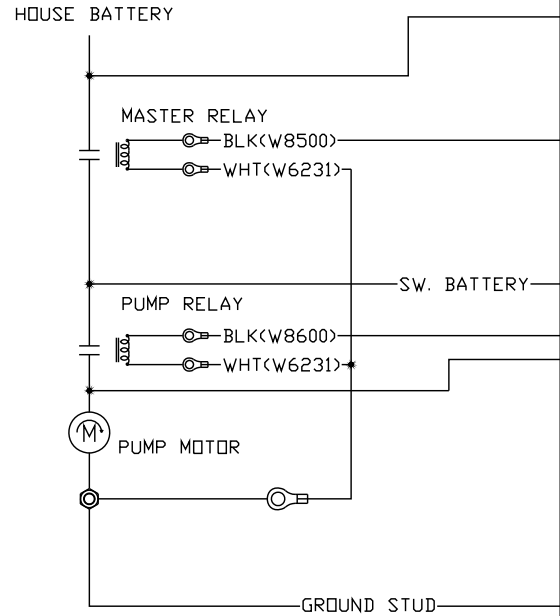 HOUSE BATTERY
MASTER RELAY
BLK(W8500)
WHT(W6231)
SW. BATTERY
PUMP RELAY
BLK(W8600)
WHT(W6231)
M
PUMP MOTOR
GROUND STUD